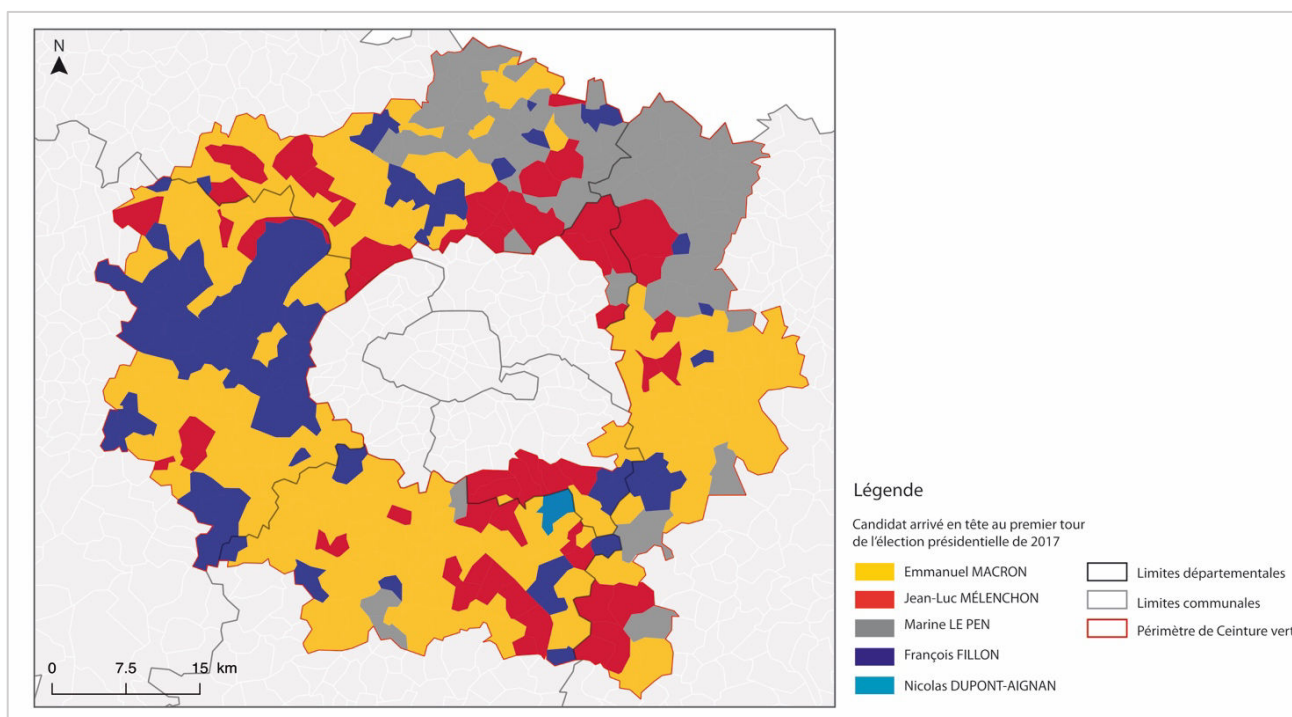 N
0 7.5 15 km
Légende
Candidat arrivé en tête au premier tour
de l'élection présidentielle de 2017
Emmanuel MACRON
Jean-Luc MÉLENCHON
Marine LE PEN
François FILLON
Nicolas DUPONT-AIGNAN
Limites départementales
Limites communales
Périmètre de Ceinture vert